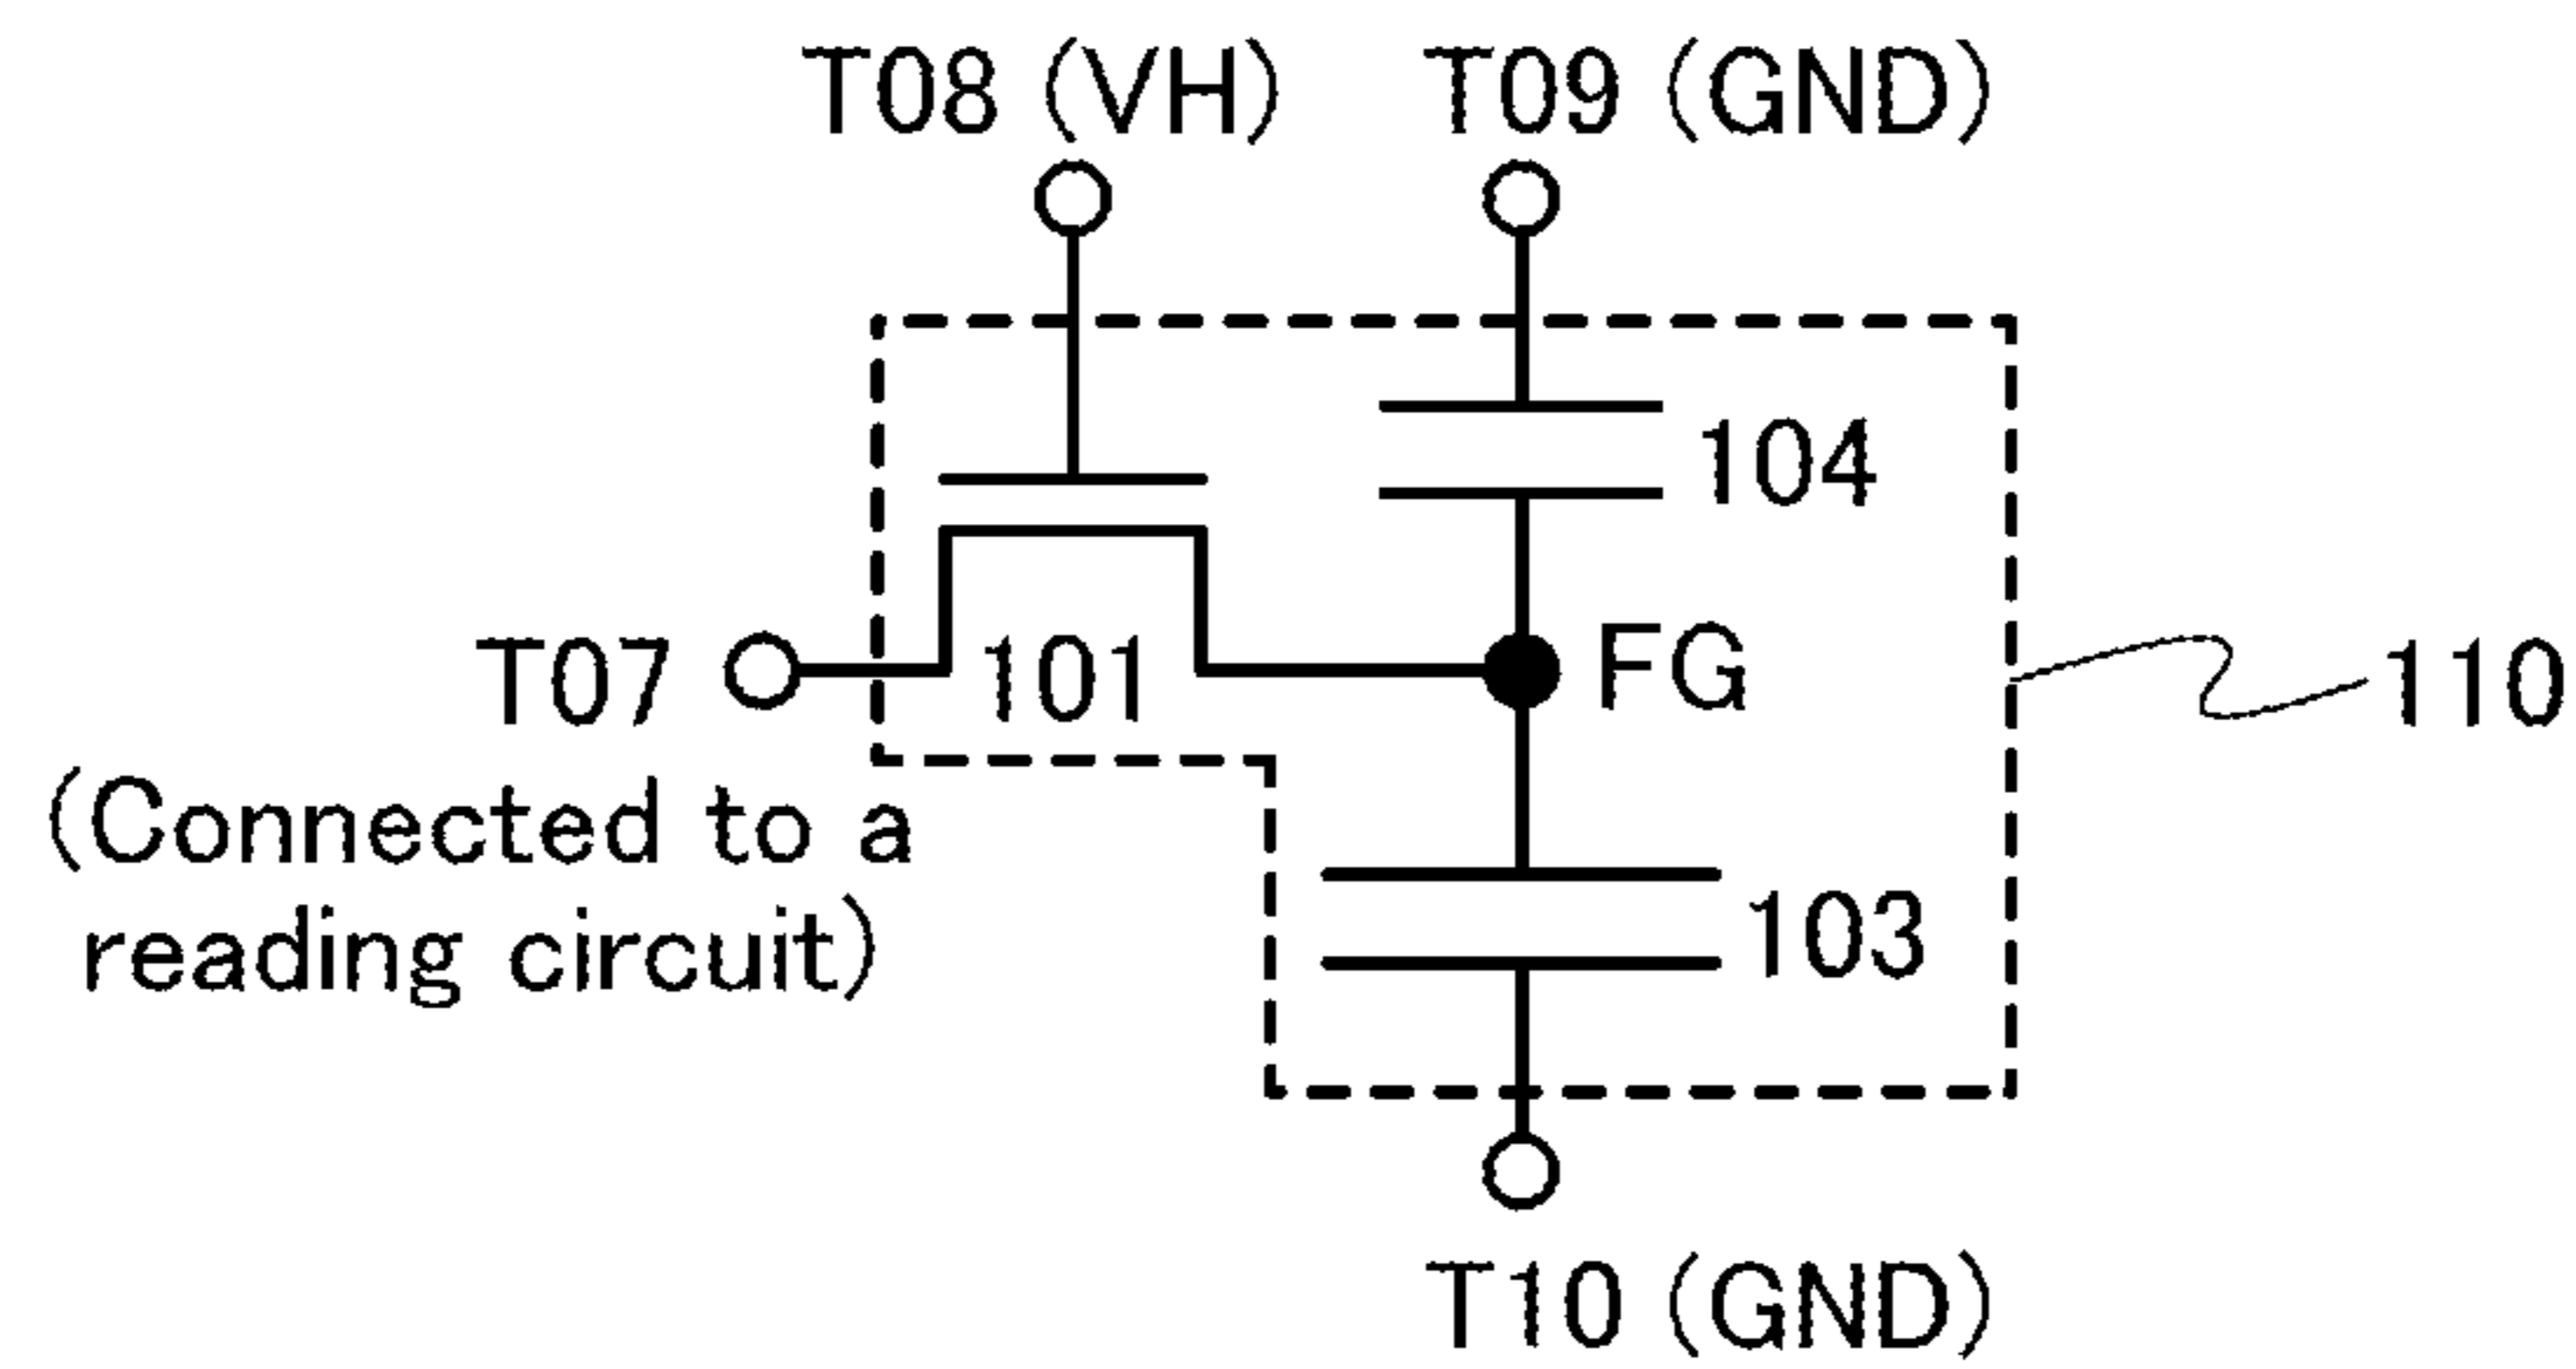 T08 (VH)
T09 (GND)
104
T07
101
FG
110
(Connected to a
reading circuit)
103
T10 (GND)